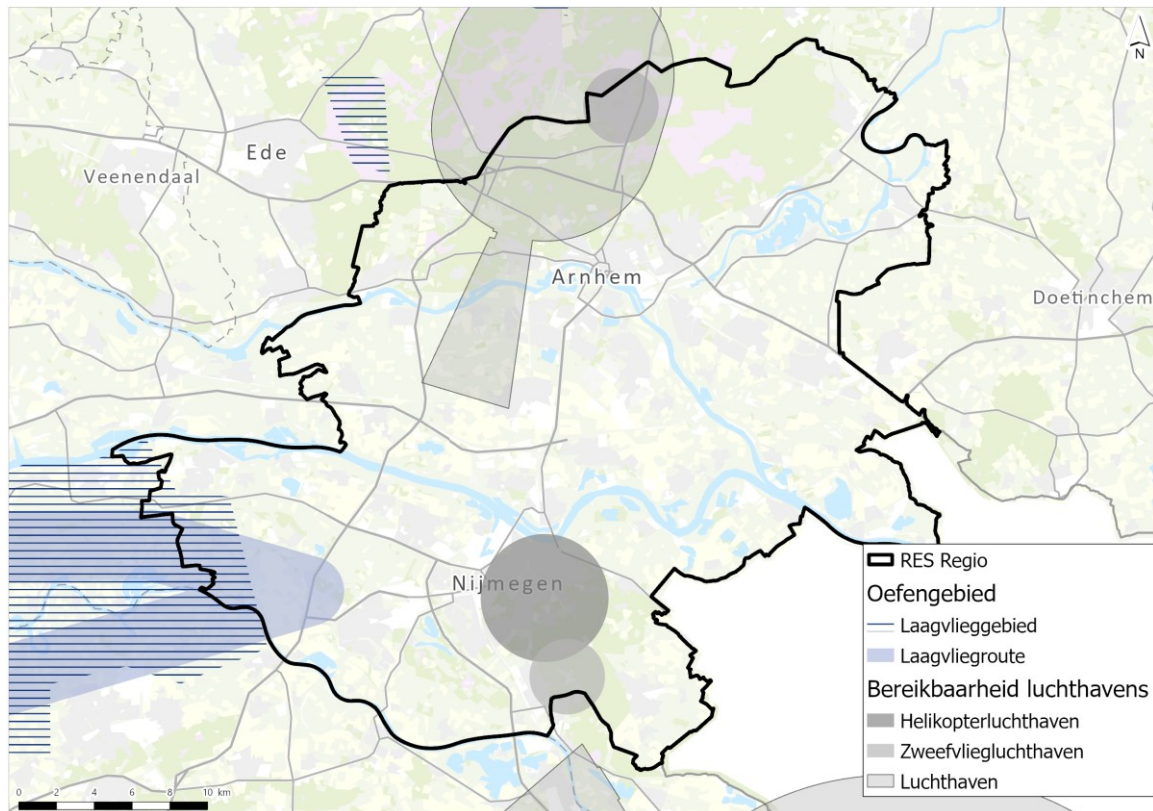 N
Ede
Veenendaal
Arnhem
Doetinchem
Nijmegen
RES Regio
Oefengebied
Laagvlieggebied
Laagvliegroute
Bereikbaarheid luchthavens
Helikopterluchthaven
Zweefvliegluchthaven
Luchthaven
0 2 4 6 8 10 km